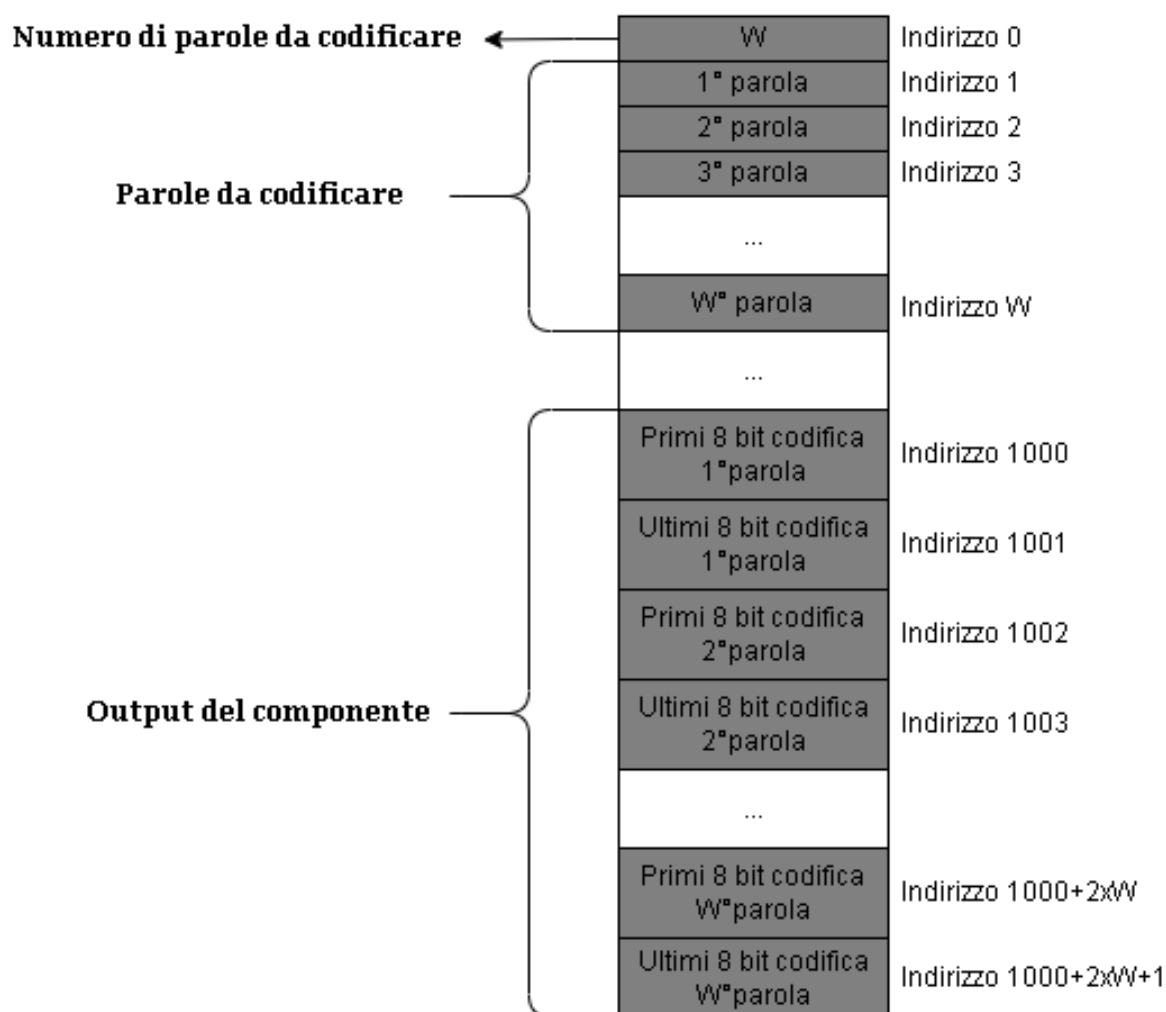 Numero di parole da codificare
W
Indirizzo 0
1° parola
Indirizzo 1
2° parola
Indirizzo 2
3° parola
Indirizzo 3
Parole da codificare
...
W° parola
Indirizzo W
...
Primi 8 bit codifica
1°parola
Indirizzo 1000
Ultimi 8 bit codifica
1°parola
Indirizzo 1001
Primi 8 bit codifica
2°parola
Indirizzo 1002
Output del componente
Ultimi 8 bit codifica
2°parola
Indirizzo 1003
...
Primi 8 bit codifica
W°parola
Indirizzo 1000+2xW
Ultimi 8 bit codifica
W°parola
Indirizzo 1000+2xW+1